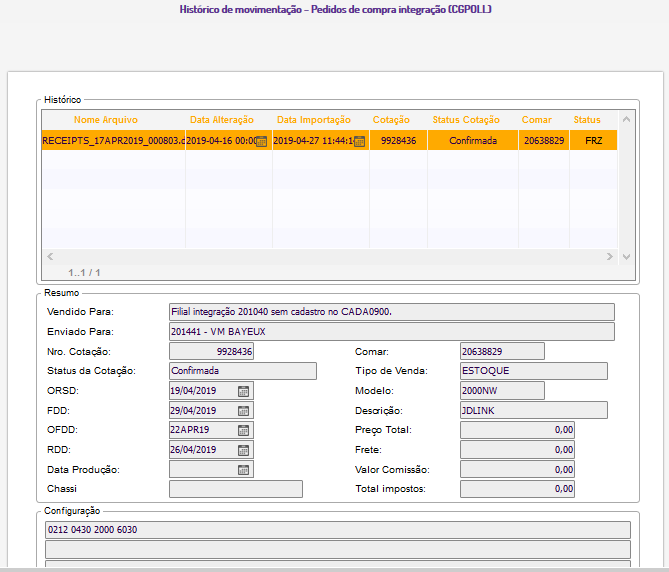 Histórico de movimentação - Pedidos de compra integração (CGPOLL)
Histórico
Nome Arquivo Data Alteração Data Importação Cotação Status Cotação Comar Status
RECEIPTS_17APR2019_000803.d 2019-04-16 00:00 2019-04-27 11:44:1 9928436 Confirmada 20638829 FRZ
1..1 / 1
Resumo
Vendido Para: Filial integração 201040 sem cadastro no CADA0900.
Enviado Para: 201441 - VM BAYEUX
Nro. Cotação: 9928436 Comar: 20638829
Status da Cotação: Confirmada Tipo de Venda: ESTOQUE
ORSD: 19/04/2019 Modelo: 2000NW
FDD: 29/04/2019 Descrição: JDLINK
OFDD: 22APR19 Preço Total: 0,00
RDD: 26/04/2019 Frete: 0,00
Data Produção: Valor Comissão: 0,00
Chassi Total impostos: 0,00
Configuração
0212 0430 2000 6030